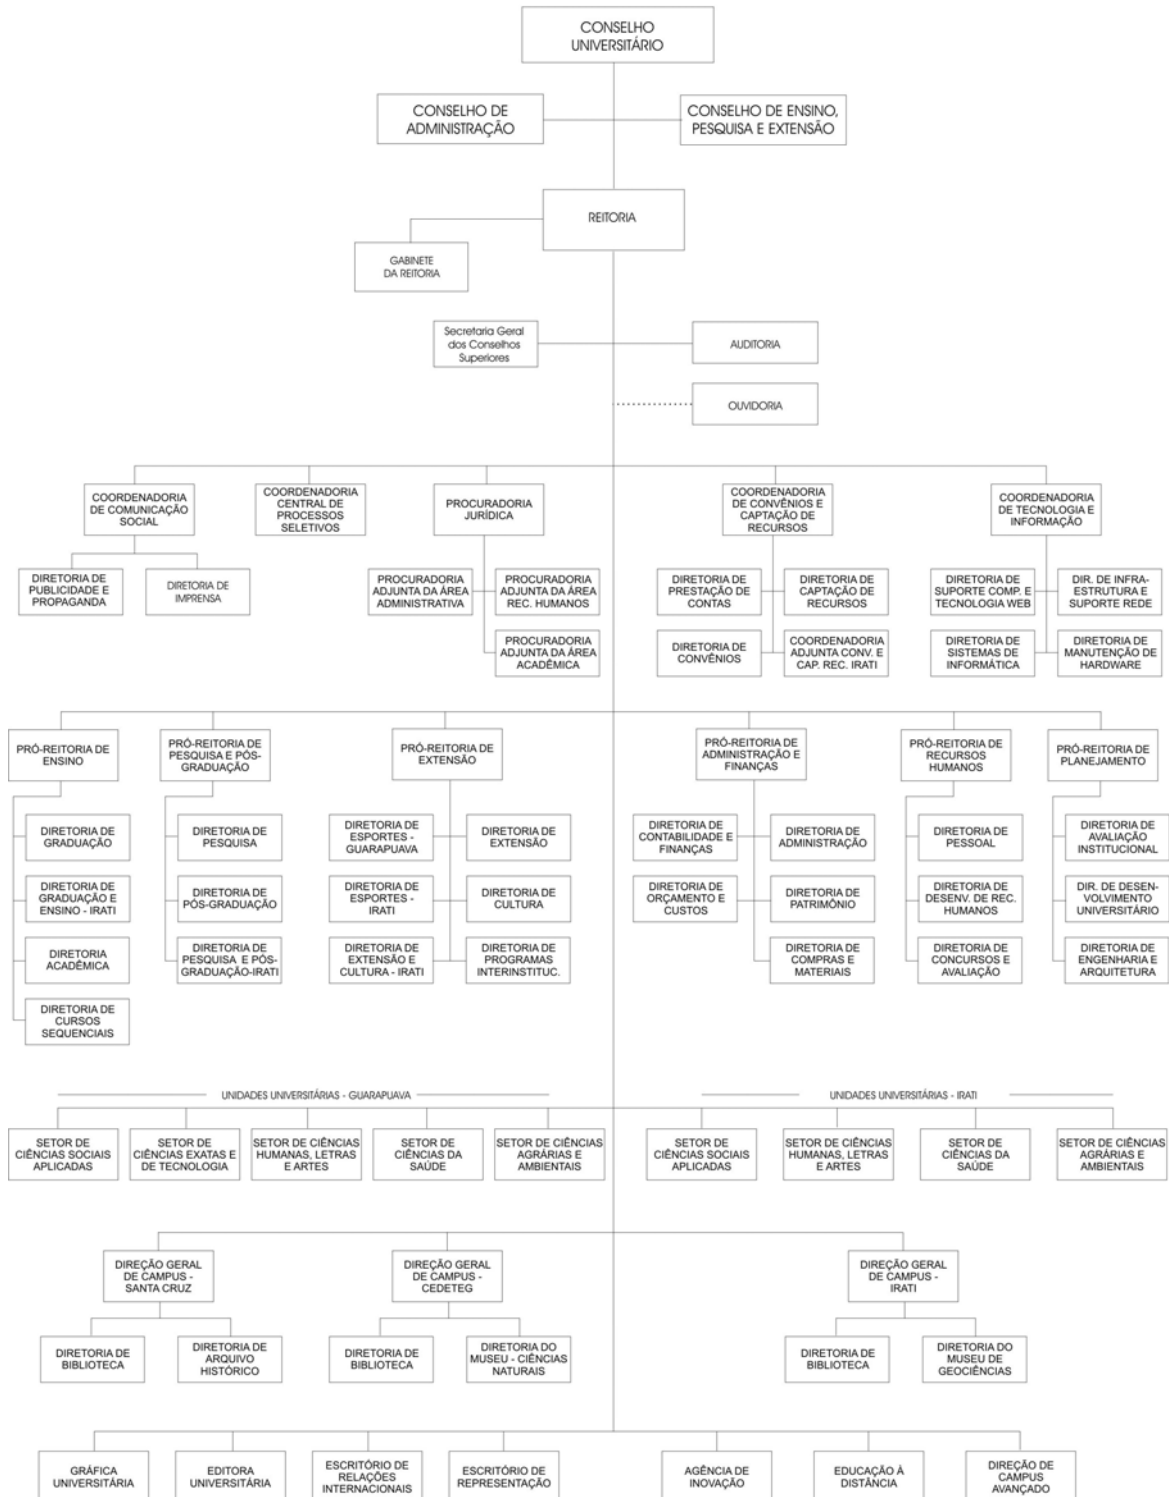 CONSELHO
UNIVERSITÁRIO
CONSELHO DE
ADMINISTRAÇÃO
CONSELHO DE ENSINO,
PESQUISA E EXTENSÃO
REITORIA
GABINETE
DA REITORIA
Secretaria Geral
dos Conselhos
Superiores
AUDITORIA
OUVIDORIA
COORDENADORIA
DE COMUNICAÇÃO
SOCIAL
COORDENADORIA
CENTRAL DE
PROCESSOS
SELETIVOS
PROCURADORIA
JURÍDICA
COORDENADORIA
DE CONVÊNIOS E
CAPTAÇÃO DE
RECURSOS
COORDENADORIA
DE TECNOLOGIA E
INFORMAÇÃO
DIRETORIA DE
PUBLICIDADE E
PROPAGANDA
DIRETORIA DE
IMPRENSA
PROCURADORIA
ADJUNTA DA ÁREA
ADMINISTRATIVA
PROCURADORIA
ADJUNTA DA ÁREA
REC. HUMANOS
DIRETORIA DE
PRESTAÇÃO DE
CONTAS
DIRETORIA DE
CAPTAÇÃO DE
RECURSOS
DIRETORIA DE
SUPORTE COMP. E
TECNOLOGIA WEB
DIR. DE INFRA-
ESTRUTURA E
SUPORTE REDE
PROCURADORIA
ADJUNTA DA ÁREA
ACADÊMICA
DIRETORIA DE
CONVÊNIOS
COORDENADORIA
ADJUNTA CONV. E
CAP. REC. IRATI
DIRETORIA DE
SISTEMAS DE
INFORMÁTICA
DIRETORIA DE
MANUTENÇÃO DE
HARDWARE
PRÓ-REITORIA DE
ENSINO
PRÓ-REITORIA DE
PESQUISA E PÓS-
GRADUAÇÃO
PRÓ-REITORIA DE
EXTENSÃO
PRÓ-REITORIA DE
ADMINISTRAÇÃO E
FINANÇAS
PRÓ-REITORIA DE
RECURSOS
HUMANOS
PRÓ-REITORIA DE
PLANEJAMENTO
DIRETORIA DE
GRADUAÇÃO
DIRETORIA DE
PESQUISA
DIRETORIA DE
ESPORTES -
GUARAPUAVA
DIRETORIA DE
EXTENSÃO
DIRETORIA DE
CONTABILIDADE E
FINANÇAS
DIRETORIA DE
ADMINISTRAÇÃO
DIRETORIA DE
PESSOAL
DIRETORIA DE
AVALIAÇÃO
INSTITUCIONAL
DIRETORIA DE
GRADUAÇÃO E
ENSINO - IRATI
DIRETORIA DE
PÓS-GRADUAÇÃO
DIRETORIA DE
ESPORTES -
IRATI
DIRETORIA DE
CULTURA
DIRETORIA DE
ORÇAMENTO E
CUSTOS
DIRETORIA DE
PATRIMÔNIO
DIRETORIA DE
DESENV. DE REC.
HUMANOS
DIR. DE DESEN-
VOLVIMENTO
UNIVERSITÁRIO
DIRETORIA
ACADÊMICA
DIRETORIA DE
PESQUISA E PÓS-
GRADUAÇÃO-IRATI
DIRETORIA DE
EXTENSÃO E
CULTURA - IRATI
DIRETORIA DE
PROGRAMAS
INTERINSTITUC.
DIRETORIA DE
COMPRAS E
MATERIAIS
DIRETORIA DE
CONCURSOS E
AVALIAÇÃO
DIRETORIA DE
ENGENHARIA E
ARQUITETURA
DIRETORIA DE
CURSOS
SEQUENCIAIS
UNIDADES UNIVERSITÁRIAS - GUARAPUAVA
UNIDADES UNIVERSITÁRIAS - IRATI
SETOR DE
CIÊNCIAS SOCIAIS
APLICADAS
SETOR DE
CIÊNCIAS EXATAS E
DE TECNOLOGIA
SETOR DE CIÊNCIAS
HUMANAS, LETRAS
E ARTES
SETOR DE
CIÊNCIAS DA
SAÚDE
SETOR DE CIÊNCIAS
AGRÁRIAS E
AMBIENTAIS
SETOR DE
CIÊNCIAS SOCIAIS
APLICADAS
SETOR DE CIÊNCIAS
HUMANAS, LETRAS
E ARTES
SETOR DE
CIÊNCIAS DA
SAÚDE
SETOR DE CIÊNCIAS
AGRÁRIAS E
AMBIENTAIS
DIREÇÃO GERAL
DE CAMPUS -
SANTA CRUZ
DIREÇÃO GERAL
DE CAMPUS -
CEDETEG
DIREÇÃO GERAL
DE CAMPUS -
IRATI
DIRETORIA DE
BIBLIOTECA
DIRETORIA DE
ARQUIVO
HISTÓRICO
DIRETORIA DE
BIBLIOTECA
DIRETORIA DO
MUSEU - CIÊNCIAS
NATURAIS
DIRETORIA DE
BIBLIOTECA
DIRETORIA DO
MUSEU DE
GEOCIÊNCIAS
GRÁFICA
UNIVERSITÁRIA
EDITORA
UNIVERSITÁRIA
ESCRITÓRIO DE
RELAÇÕES
INTERNACIONAIS
ESCRITÓRIO DE
REPRESENTAÇÃO
AGÊNCIA DE
INOVAÇÃO
EDUCAÇÃO À
DISTÂNCIA
DIREÇÃO DE
CAMPUS
AVANÇADO